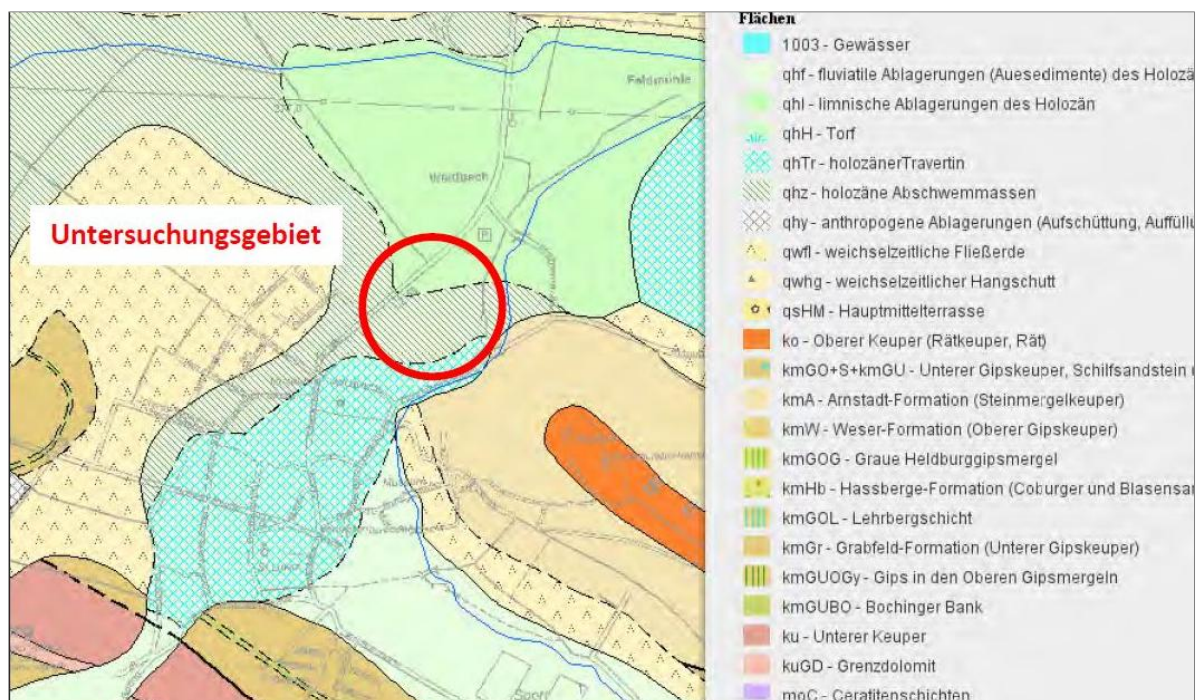 Feldmühle
Untersuchungsgebiet
P
Flächen
1003 - Gewässer
qhf - fluviatile Ablagerungen (Auesedimente) des Holozä
qhl - limnische Ablagerungen des Holozän
qhH - Torf
qhTr - holozänerTravertin
qhz - holozäne Abschwemmassen
qhy - anthropogene Ablagerungen (Aufschüttung, Auffüllu
qwfl - weichselzeitliche Fließerde
qwhg - weichselzeitlicher Hangschutt
qsHM - Hauptmittelterrasse
ko - Oberer Keuper (Rätkeuper, Rät)
kmGO+S+kmGU - Unterer Gipskeuper, Schilfsandstein u
kmA - Arnstadt-Formation (Steinmergelkeuper)
kmW - Weser-Formation (Oberer Gipskeuper)
kmGOG - Graue Heldburggipsmergel
kmHb - Hassberge-Formation (Coburger und Blasensan
kmGOL - Lehrbergschicht
kmGr - Grabfeld-Formation (Unterer Gipskeuper)
kmGUOGy - Gips in den Oberen Gipsmergeln
kmGUBO - Bochinger Bank
ku - Unterer Keuper
kuGD - Grenzdolomit
moC - Ceratitenschichten